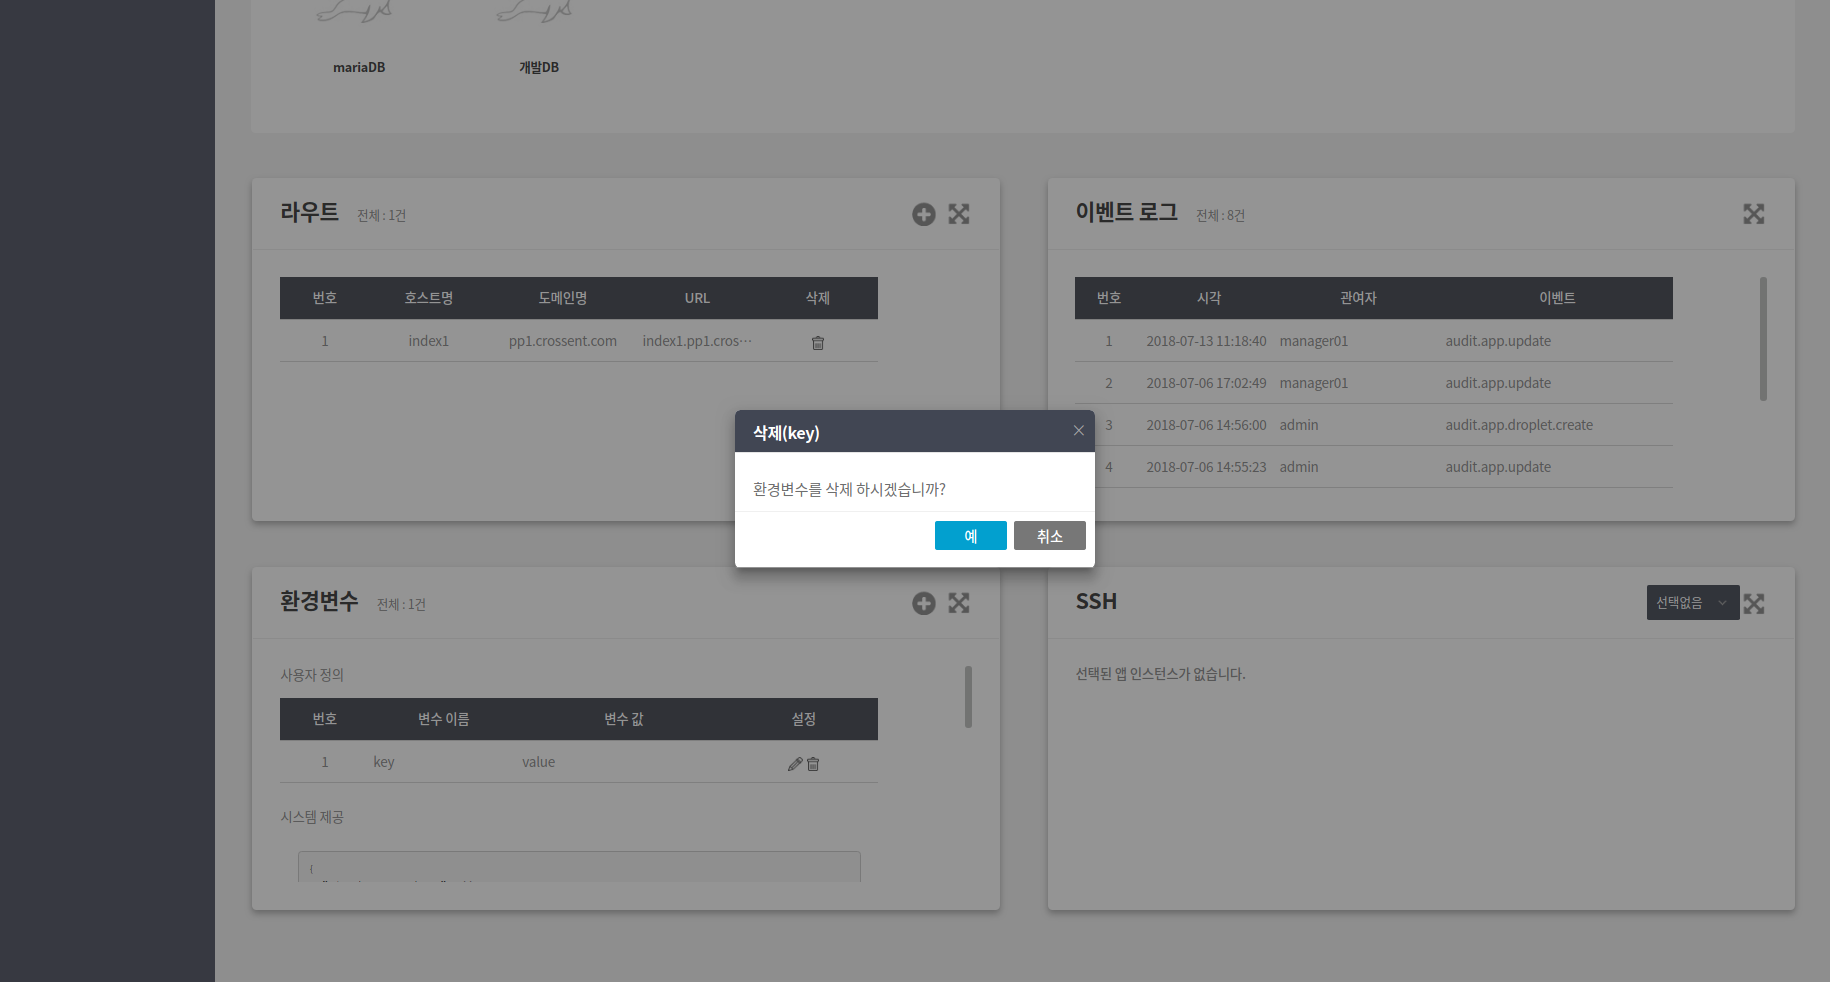 mariaDB 개발DB
라우트 전체 : 1건
번호 호스트명 도메인명 URL 삭제
1 index1 pp1.crossent.com index1.pp1.cros···
이벤트 로그 전체 : 8건
번호 시각 관여자 이벤트
1 2018-07-13 11:18:40 manager01 audit.app.update
2 2018-07-06 17:02:49 manager01 audit.app.update
3 2018-07-06 14:56:00 admin audit.app.droplet.create
4 2018-07-06 14:55:23 admin audit.app.update
삭제(key)
환경변수를 삭제 하시겠습니까?
예 취소
환경변수 전체 : 1건
사용자 정의
번호 변수 이름 변수 값 설정
1 key value
시스템 제공
{
SSH 선택없음
선택된 앱 인스턴스가 없습니다.